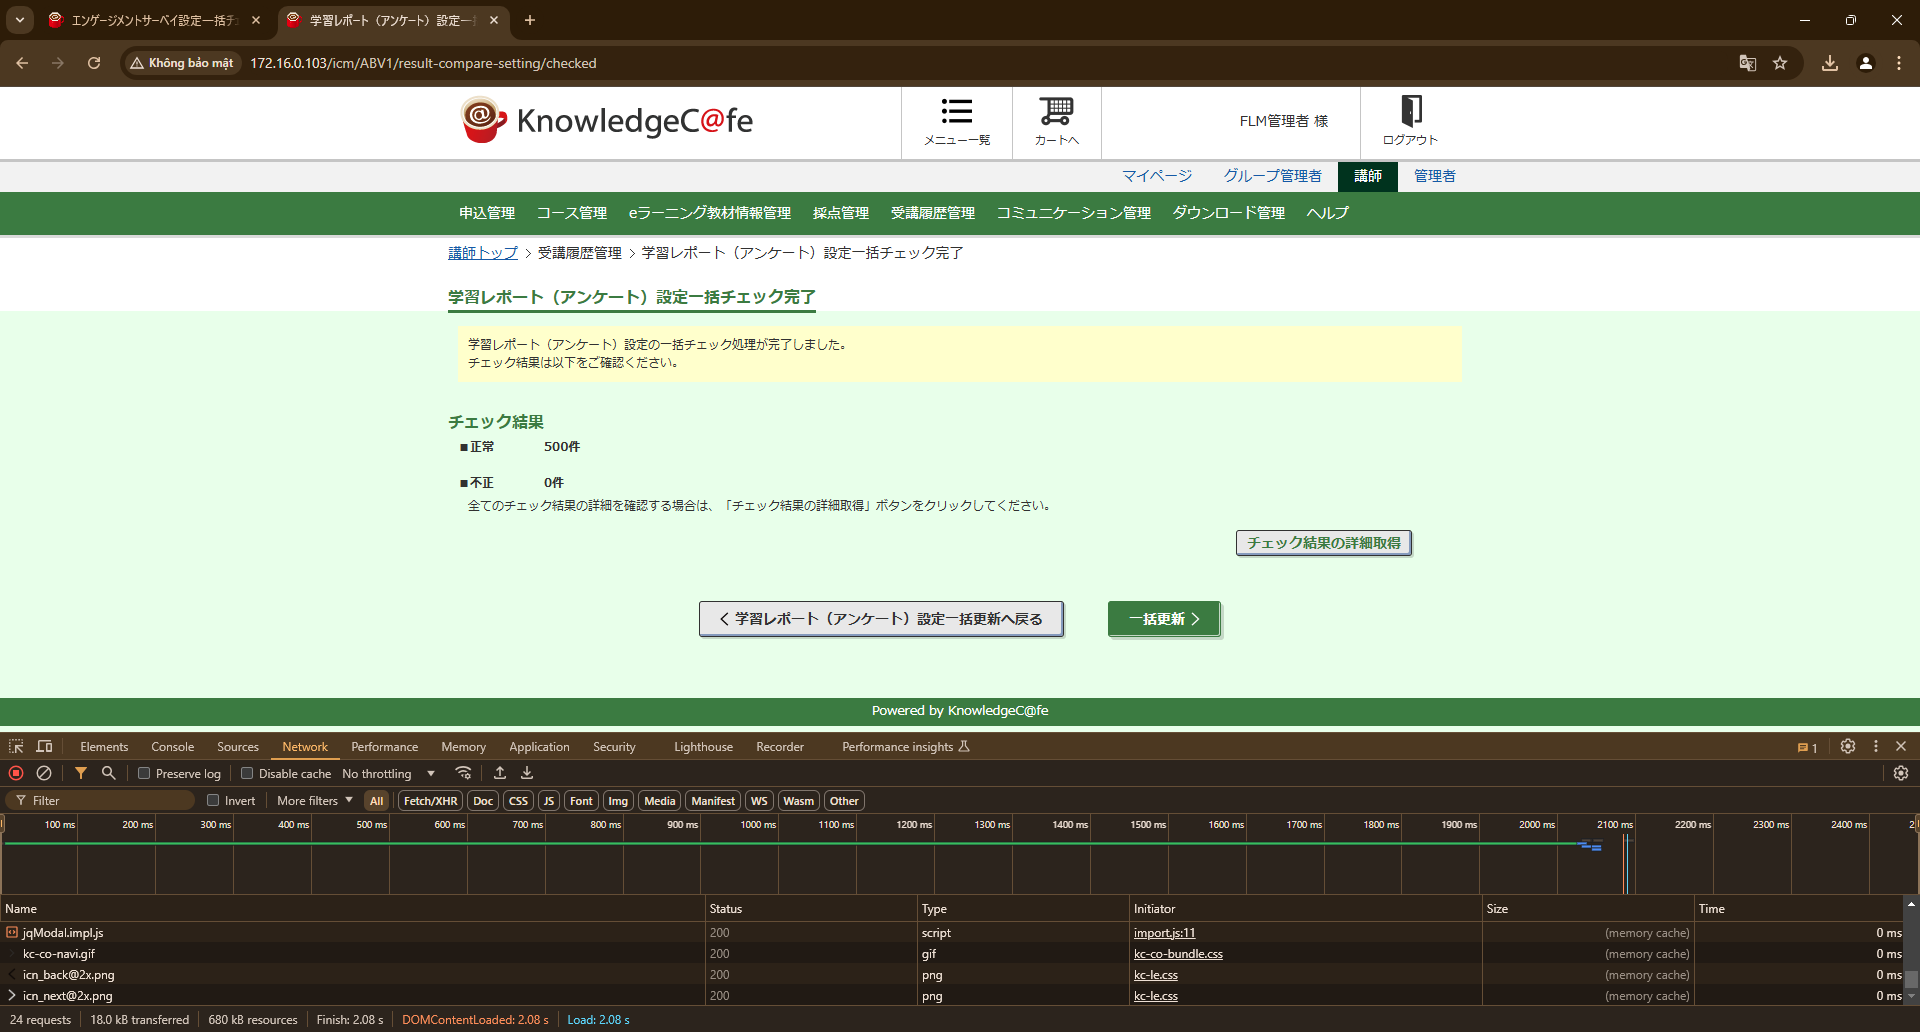 エンゲージメントサーベイ設定一括チ
学習レポート（アンケート）設定一
Không bảo mật
172.16.0.103/icm/ABV1/result-compare-setting/checked
KnowledgeC@fe
メニュー一覧
カートへ
FLM管理者 様
ログアウト
マイページ
グループ管理者
講師
管理者
申込管理
コース管理
eラーニング教材情報管理
採点管理
受講履歴管理
コミュニケーション管理
ダウンロード管理
ヘルプ
講師トップ > 受講履歴管理 > 学習レポート（アンケート）設定一括チェック完了
学習レポート（アンケート）設定一括チェック完了
学習レポート（アンケート）設定の一括チェック処理が完了しました。
チェック結果は以下をご確認ください。
チェック結果
■正常 500件
■不正 0件
全てのチェック結果の詳細を確認する場合は、「チェック結果の詳細取得」ボタンをクリックしてください。
チェック結果の詳細取得
学習レポート（アンケート）設定一括更新へ戻る
一括更新
Powered by KnowledgeC@fe
Elements Console Sources Network Performance Memory Application Security Lighthouse Recorder Performance insights 1
Preserve log Disable cache No throttling
Filter Invert More filters All Fetch/XHR Doc CSS JS Font Img Media Manifest WS Wasm Other
100 ms 200 ms 300 ms 400 ms 500 ms 600 ms 700 ms 800 ms 900 ms 1000 ms 1100 ms 1200 ms 1300 ms 1400 ms 1500 ms 1600 ms 1700 ms 1800 ms 1900 ms 2000 ms 2100 ms 2200 ms 2300 ms 2400 ms 2
Name Status Type Initiator Size Time
jqModal.impl.js 200 script import.js:11 (memory cache) 0 ms
kc-co-navi.gif 200 gif kc-co-bundle.css (memory cache) 0 ms
icn_back@2x.png 200 png kc-le.css (memory cache) 0 ms
icn_next@2x.png 200 png kc-le.css (memory cache) 0 ms
24 requests 18.0 kB transferred 680 kB resources Finish: 2.08 s DOMContentLoaded: 2.08 s Load: 2.08 s